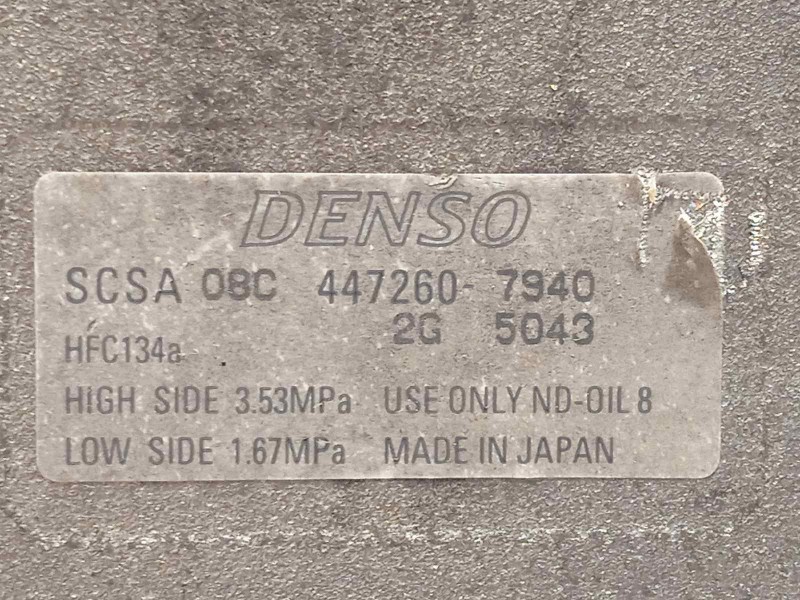 DENSO
SCSA 08C 447260-7940
2G 5043
HFC134a
HIGH SIDE 3.53MPa USE ONLY ND-OIL 8
LOW SIDE 1.67MPa MADE IN JAPAN